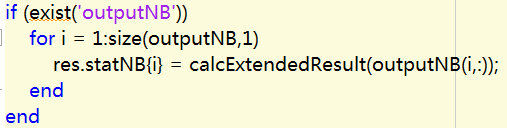 if (exist('outputNB'))
for i = 1:size(outputNB,1)
res.statNB{i} = calcExtendedResult(outputNB(i,:));
end
end